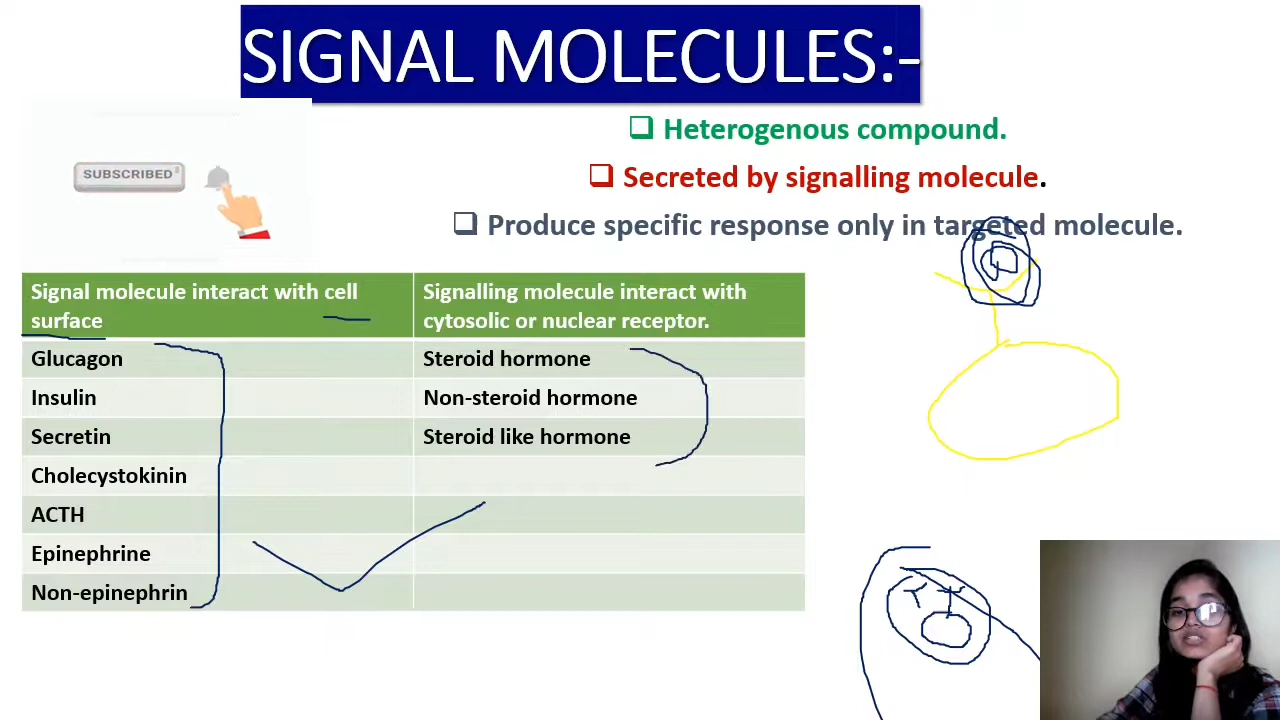 SIGNAL MOLECULES:-
❑ Heterogenous compound.
❑ Secreted by signalling molecule.
❑ Produce specific response only in targeted molecule.
SUBSCRIBED
Signal molecule interact with cell
surface
Signalling molecule interact with
cytosolic or nuclear receptor.
Glucagon
Steroid hormone
Insulin
Non-steroid hormone
Secretin
Steroid like hormone
Cholecystokinin
ACTH
Epinephrine
Non-epinephrin